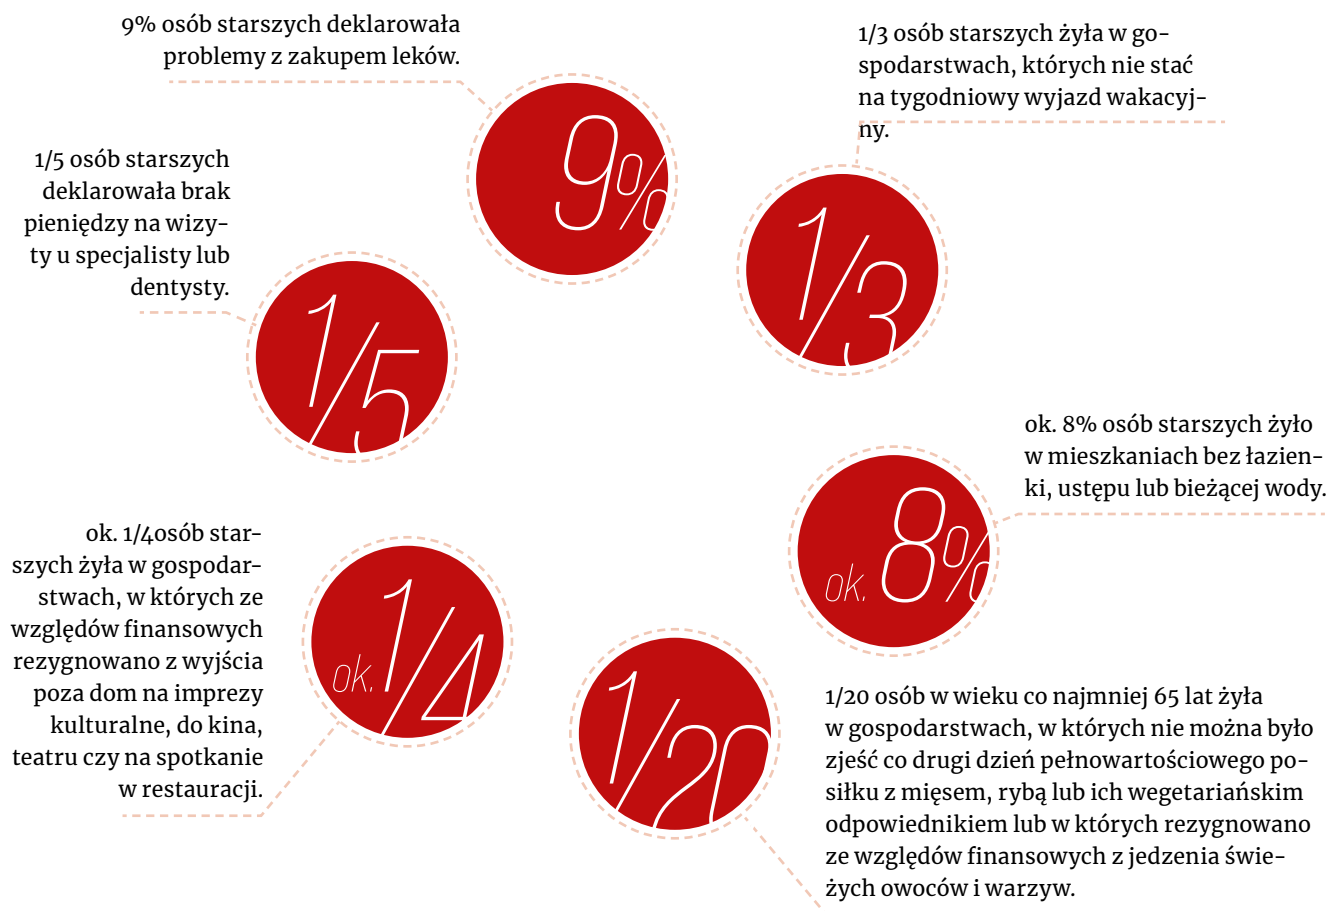 9% osób starszych deklarowała
problemy z zakupem leków.
9%
1/3 osób starszych żyła w go-
spodarstwach, których nie stać
na tygodniowy wyjazd wakacyj-
ny.
1/3
1/5 osób starszych
deklarowała brak
pieniędzy na wizy-
ty u specjalisty lub
dentysty.
1/5
ok. 8% osób starszych żyło
w mieszkaniach bez łazien-
ki, ustępu lub bieżącej wody.
ok. 8%
ok. 1/4osób star-
szych żyła w gospodar-
stwach, w których ze
względów finansowych
rezygnowano z wyjścia
poza dom na imprezy
kulturalne, do kina,
teatru czy na spotkanie
w restauracji.
ok. 1/4
1/20
1/20 osób w wieku co najmniej 65 lat żyła
w gospodarstwach, w których nie można było
zjeść co drugi dzień pełnowartościowego po-
siłku z mięsem, rybą lub ich wegetariańskim
odpowiednikiem lub w których rezygnowano
ze względów finansowych z jedzenia świe-
żych owoców i warzyw.